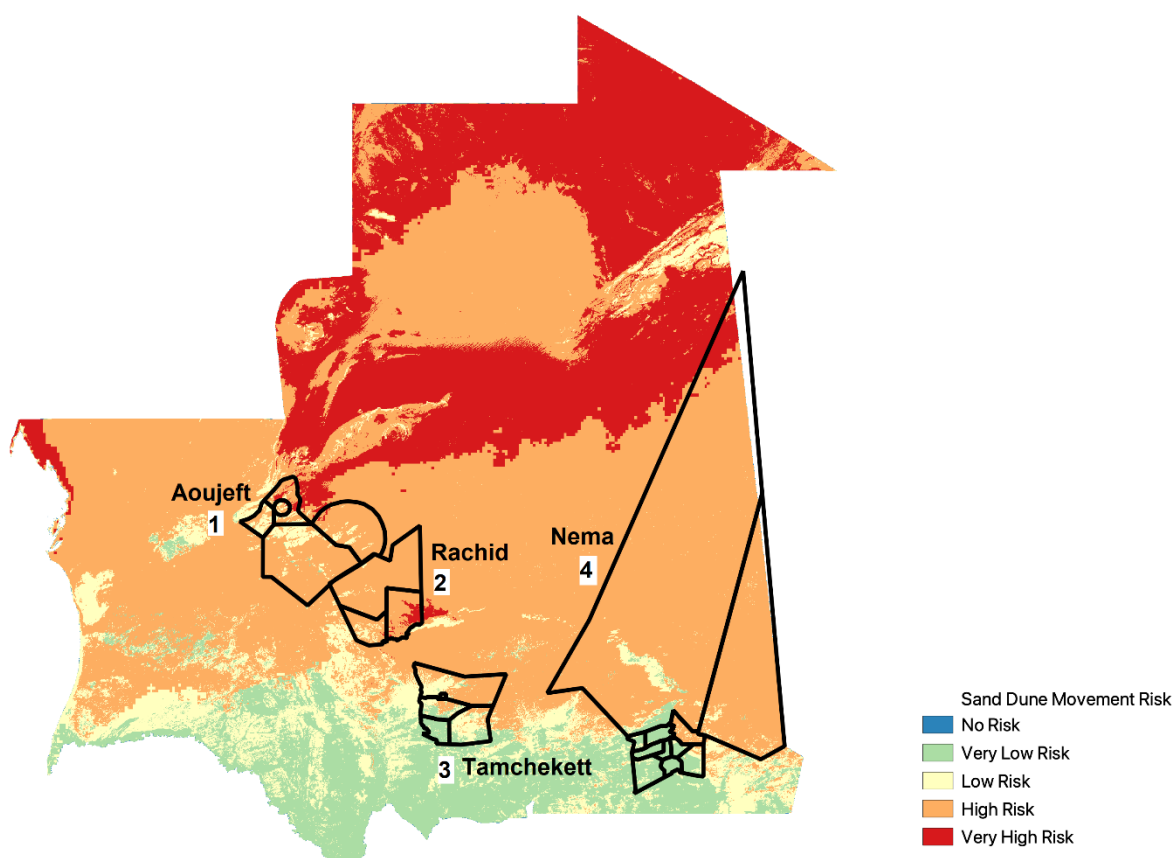 Aoujeft
1
Rachid
2
Nema
4
3 Tamchekett
Sand Dune Movement Risk
No Risk
Very Low Risk
Low Risk
High Risk
Very High Risk